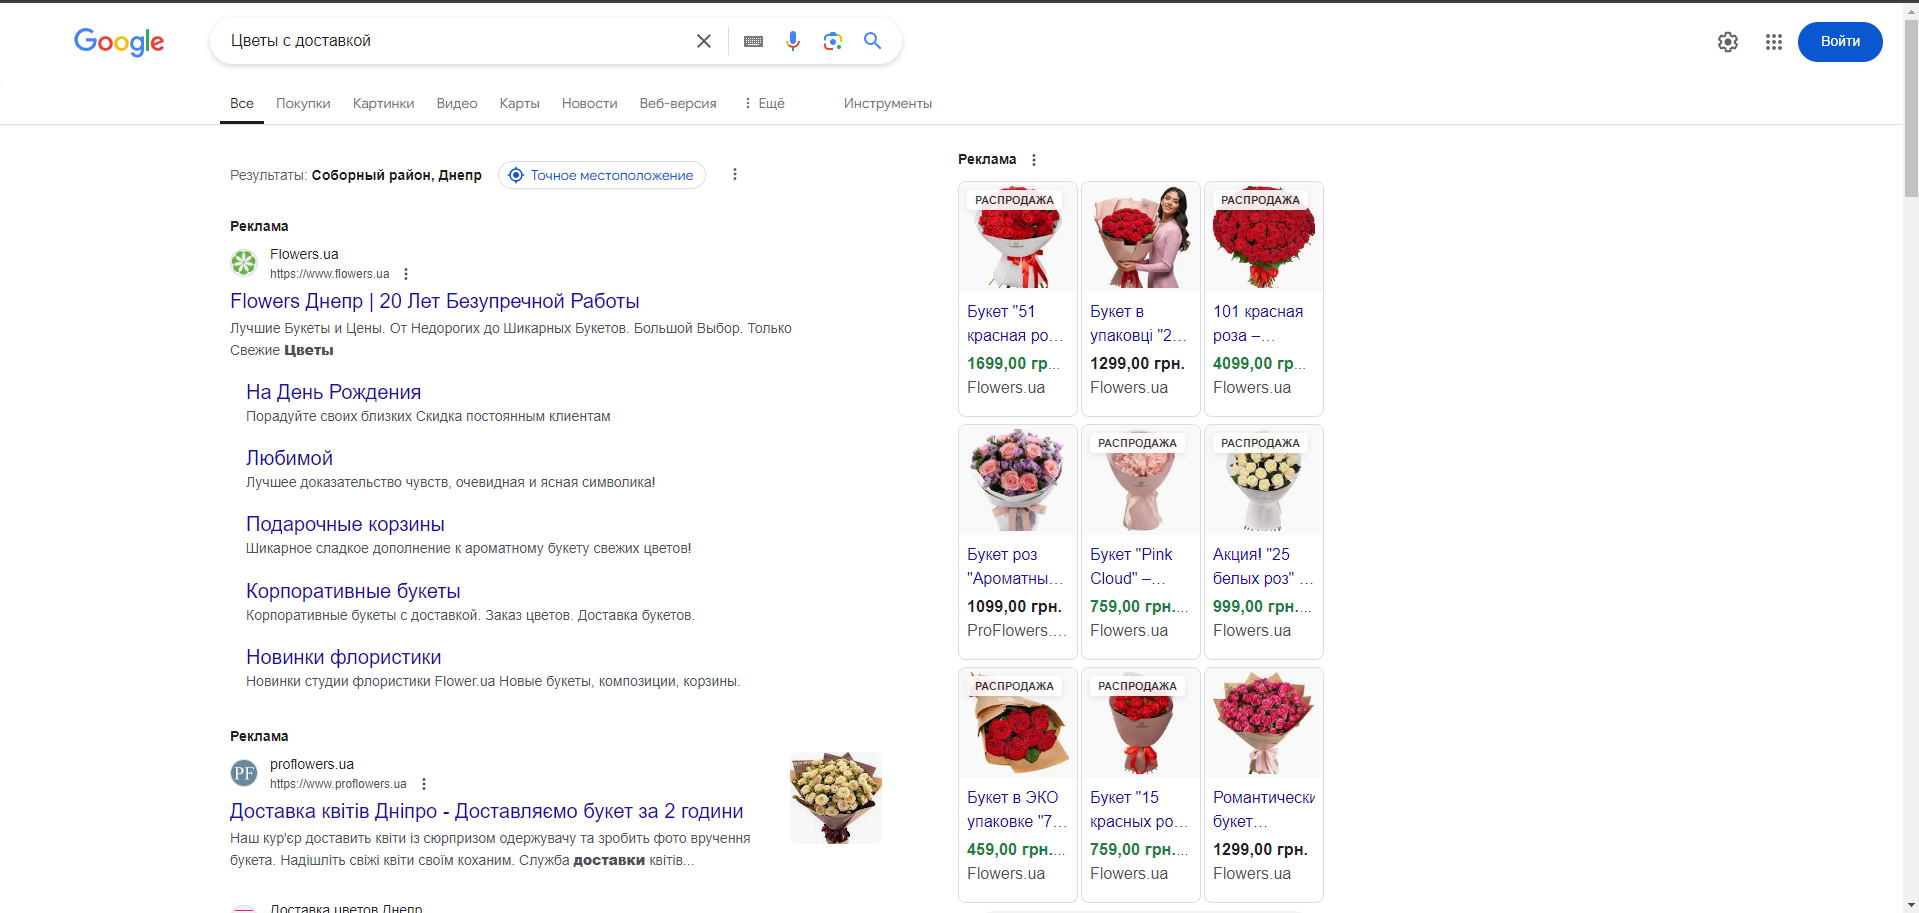 Google
Цветы с доставкой
Войти
Все
Покупки
Картинки
Видео
Карты
Новости
Веб-версия
Ещё
Инструменты
Результаты: Соборный район, Днепр
Точное местоположение
Реклама
Flowers.ua
https://www.flowers.ua
Flowers Днепр | 20 Лет Безупречной Работы
Лучшие Букеты и Цены. От Недорогих до Шикарных Букетов. Большой Выбор. Только
Свежие Цветы
На День Рождения
Порадуйте своих близких Скидка постоянным клиентам
Любимой
Лучшее доказательство чувств, очевидная и ясная символика!
Подарочные корзины
Шикарное сладкое дополнение к ароматному букету свежих цветов!
Корпоративные букеты
Корпоративные букеты с доставкой. Заказ цветов. Доставка букетов.
Новинки флористики
Новинки студии флористики Flower.ua Новые букеты, композиции, корзины.
Реклама
PF
proflowers.ua
https://www.proflowers.ua
Доставка квітів Дніпро - Доставляємо букет за 2 години
Наш кур'єр доставить квіти із сюрпризом одержувачу та зробить фото вручення
букета. Надішліть свіжі квіти своїм коханим. Служба доставки квітів...
Доставка цветов Днепр
Реклама
РАСПРОДАЖА
Букет "51
красная ро...
1699,00 гр...
Flowers.ua
Букет в
упаковці "2...
1299,00 грн.
Flowers.ua
РАСПРОДАЖА
101 красная
роза –...
4099,00 гр...
Flowers.ua
Букет роз
"Ароматны...
1099,00 грн.
ProFlowers....
РАСПРОДАЖА
Букет "Pink
Cloud" –...
759,00 грн....
Flowers.ua
РАСПРОДАЖА
Акция! "25
белых роз" ...
999,00 грн....
Flowers.ua
РАСПРОДАЖА
Букет в ЭКО
упаковке "7...
459,00 грн....
Flowers.ua
РАСПРОДАЖА
Букет "15
красных ро...
759,00 грн....
Flowers.ua
Романтически
букет...
1299,00 грн.
Flowers.ua